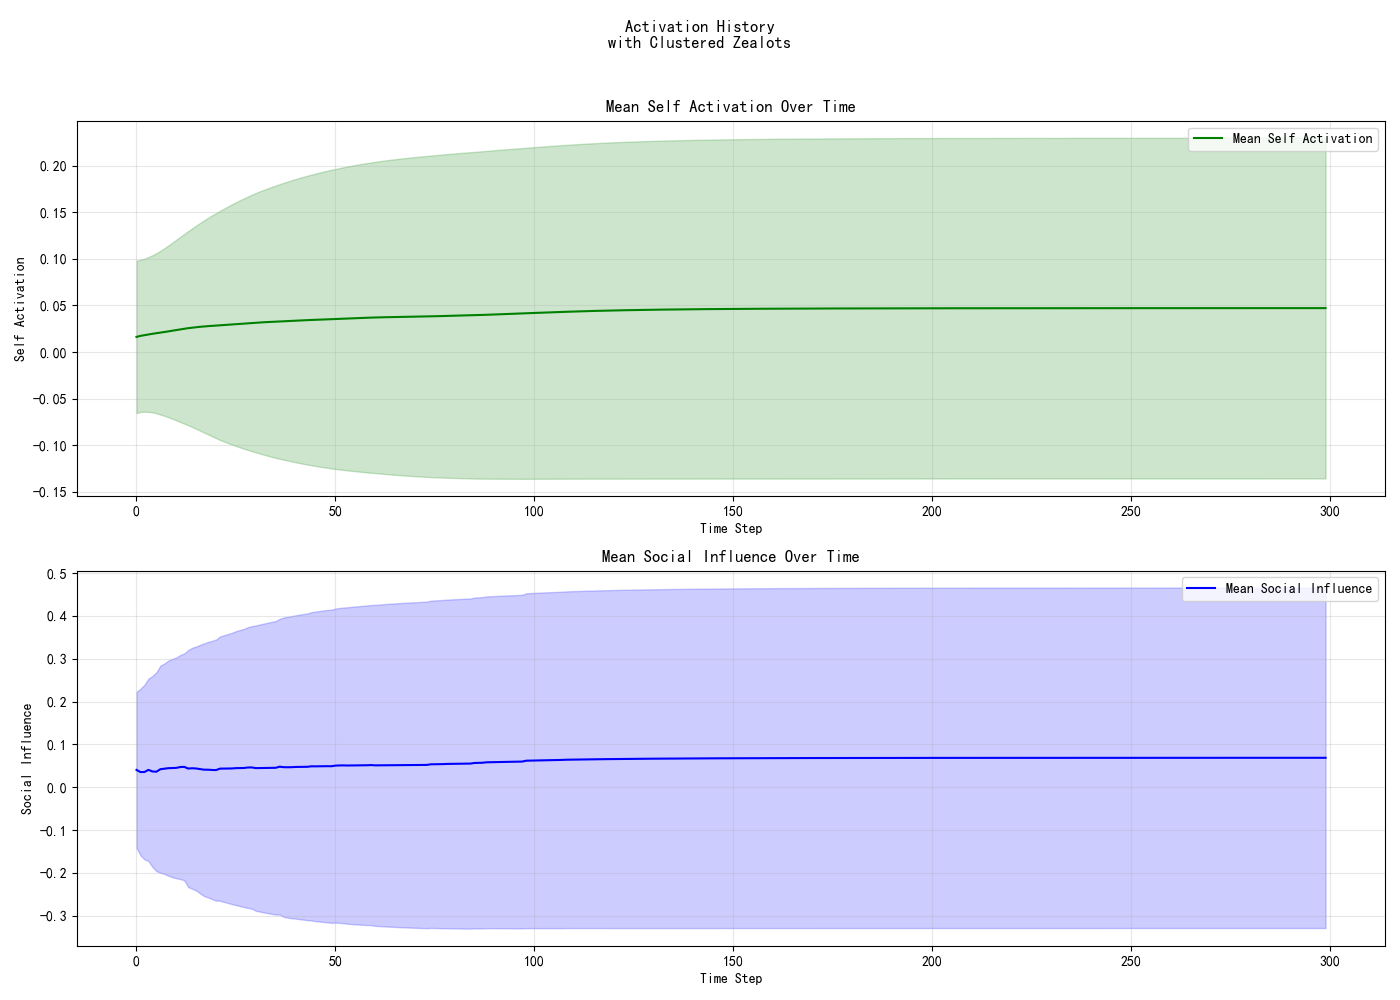 Activation History
with Clustered Zealots
Mean Self Activation Over Time
Mean Self Activation
Self Activation
0.20
0.15
0.10
0.05
0.00
−0.05
−0.10
−0.15
0 50 100 150 200 250 300
Time Step
Mean Social Influence Over Time
Mean Social Influence
Social Influence
0.5
0.4
0.3
0.2
0.1
0.0
−0.1
−0.2
−0.3
0 50 100 150 200 250 300
Time Step